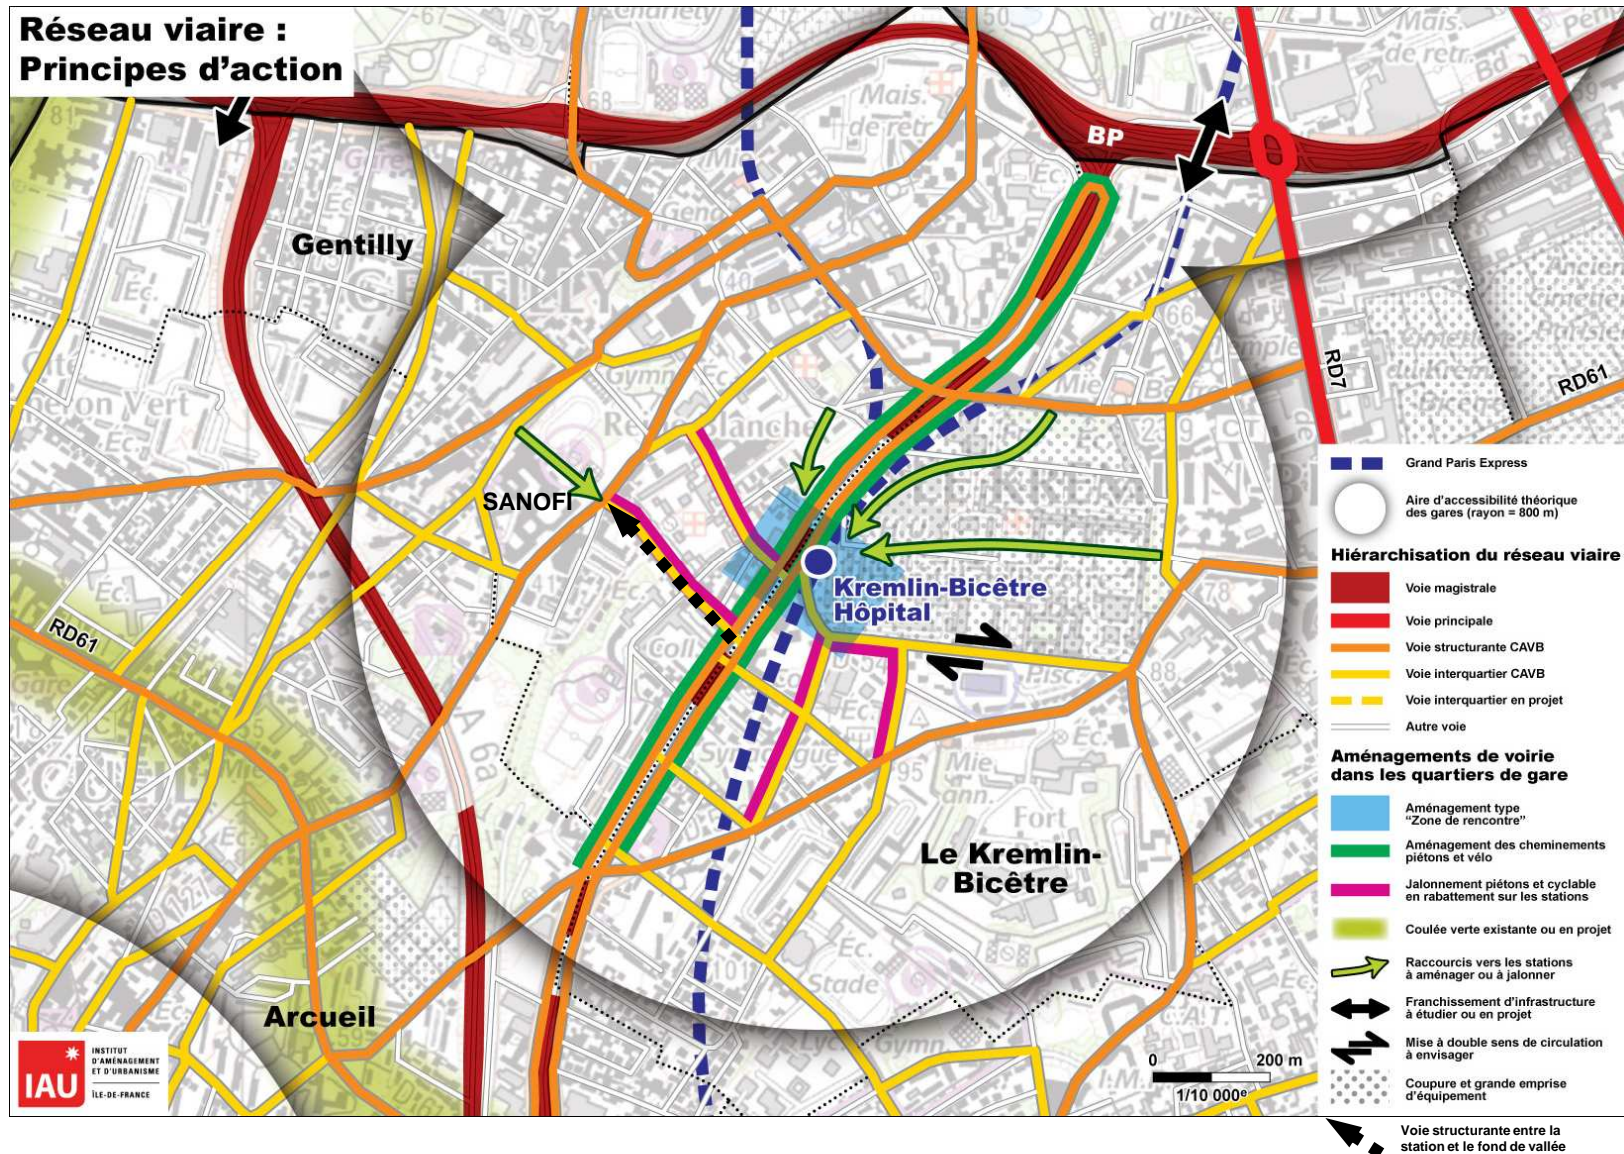 Réseau viaire :
Principes d’action
BP
Gentilly
RD7
RD61
SANOFI
Kremlin-Bicêtre
Hôpital
RD61
A 6a
Le Kremlin-
Bicêtre
Arcueil
Stade
Fort
C.A.T.
0 200 m
1/10 000e
IAU
INSTITUT
D’AMÉNAGEMENT
ET D’URBANISME
ÎLE-DE-FRANCE
Grand Paris Express
Aire d’accessibilité théorique
des gares (rayon = 800 m)
Hiérarchisation du réseau viaire
Voie magistrale
Voie principale
Voie structurante CAVB
Voie interquartier CAVB
Voie interquartier en projet
Autre voie
Aménagements de voirie
dans les quartiers de gare
Aménagement type
“Zone de rencontre”
Aménagement des cheminements
piétons et vélo
Jalonnement piétons et cyclable
en rabattement sur les stations
Coulée verte existante ou en projet
Raccourcis vers les stations
à aménager ou à jalonner
Franchissement d’infrastructure
à étudier ou en projet
Mise à double sens de circulation
à envisager
Coupure et grande emprise
d’équipement
Voie structurante entre la
station et le fond de vallée